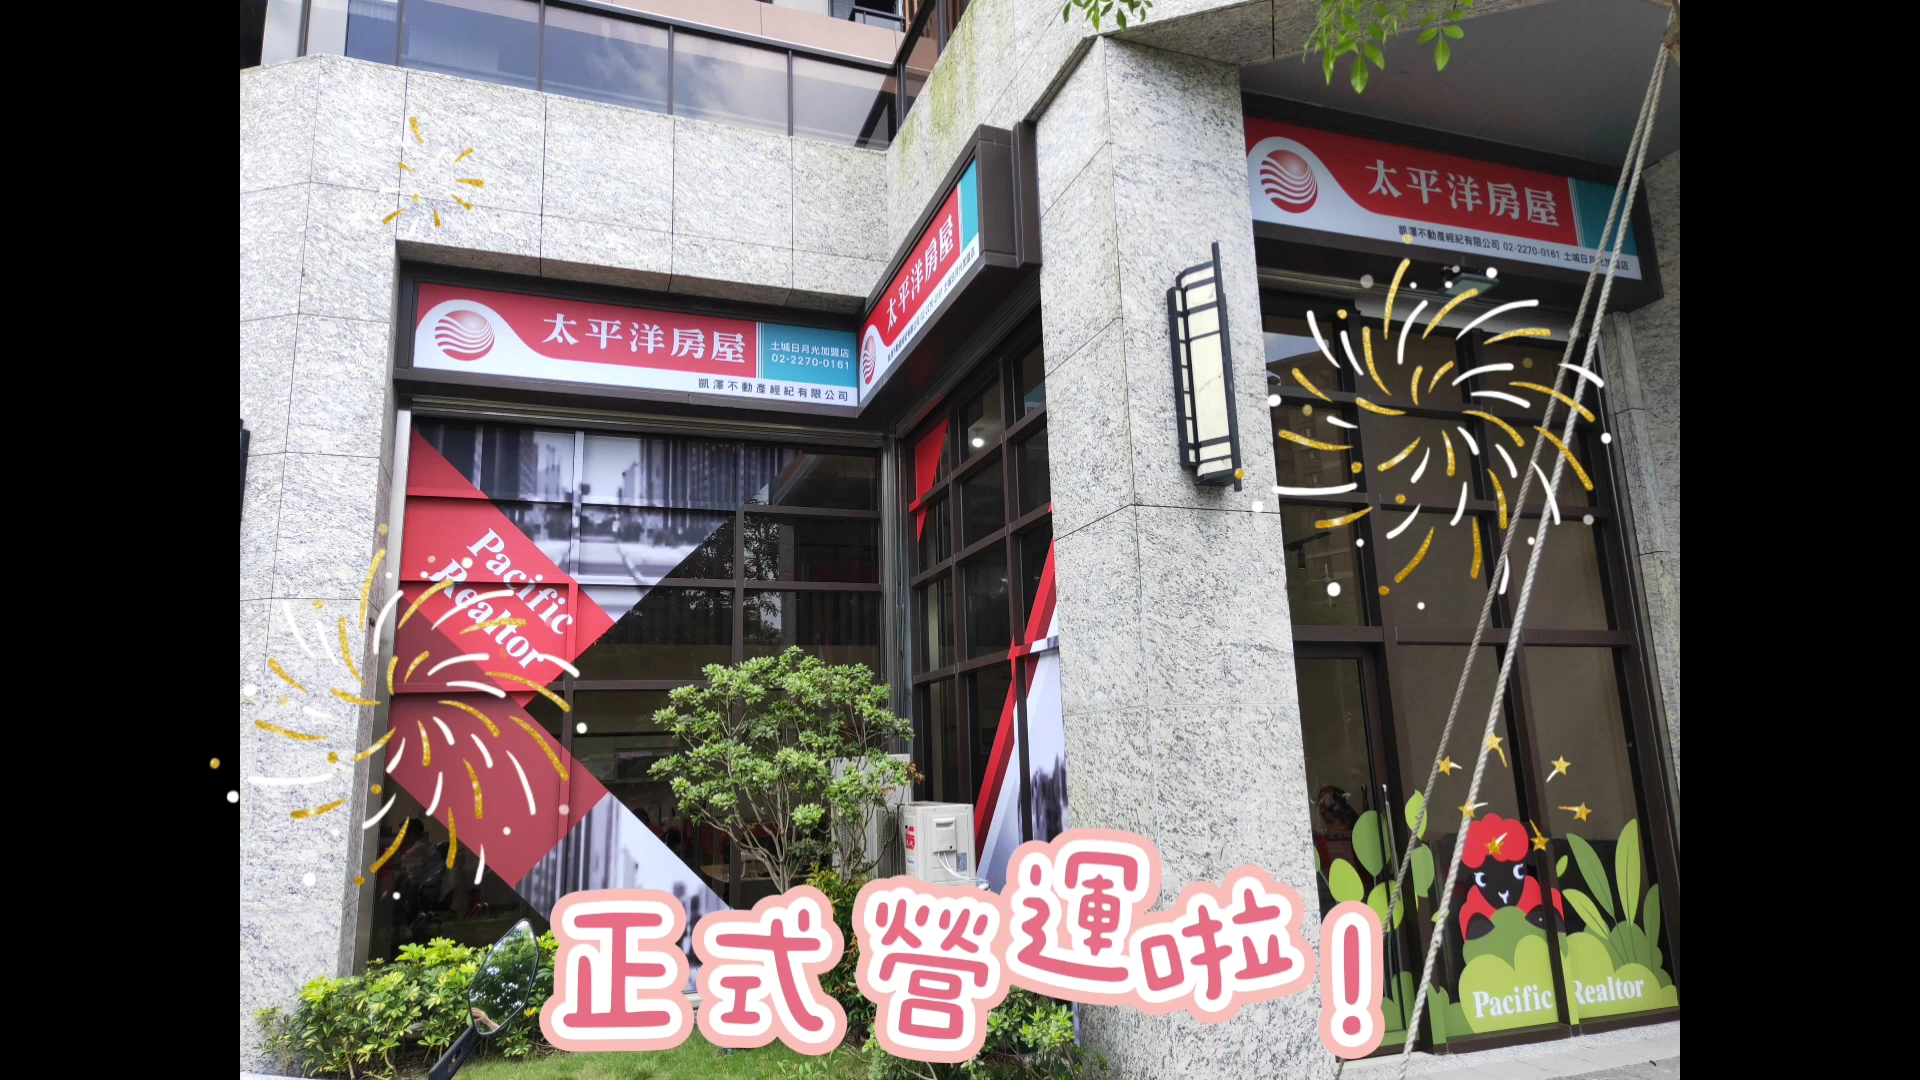 太平洋房屋
土城日月光加盟店
02-2270-0161
凱澤不動產經紀有限公司
太平洋房屋
太平洋房屋
凱澤不動產經紀有限公司 02-2270-0161 土城日月光加盟店
Pacific
Realtor
Pacific Realtor
正式營運啦!